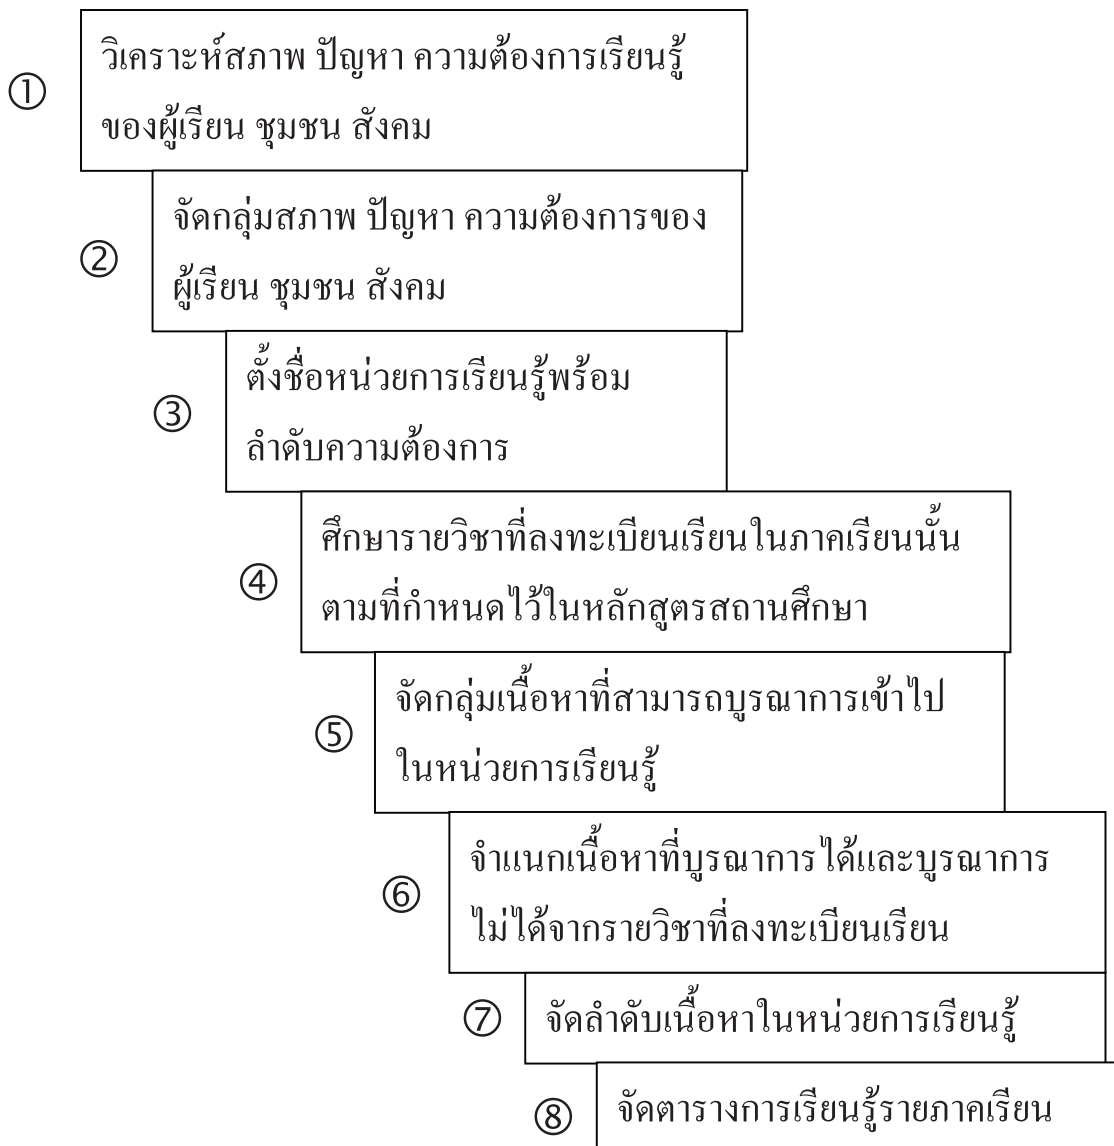 ① วิเคราะห์สภาพ ปัญหา ความต้องการเรียนรู้
ของผู้เรียน ชุมชน สังคม
② จัดกลุ่มสภาพ ปัญหา ความต้องการของ
ผู้เรียน ชุมชน สังคม
③ ตั้งชื่อหน่วยการเรียนรู้พร้อม
ลำดับความต้องการ
④ ศึกษารายวิชาที่ลงทะเบียนเรียนในภาคเรียนนั้น
ตามที่กำหนดไว้ในหลักสูตรสถานศึกษา
⑤ จัดกลุ่มเนื้อหาที่สามารถบูรณาการเข้าไป
ในหน่วยการเรียนรู้
⑥ จำแนกเนื้อหาที่บูรณาการได้และบูรณาการ
ไม่ได้จากรายวิชาที่ลงทะเบียนเรียน
⑦ จัดลำดับเนื้อหาในหน่วยการเรียนรู้
⑧ จัดตารางการเรียนรู้รายภาคเรียน